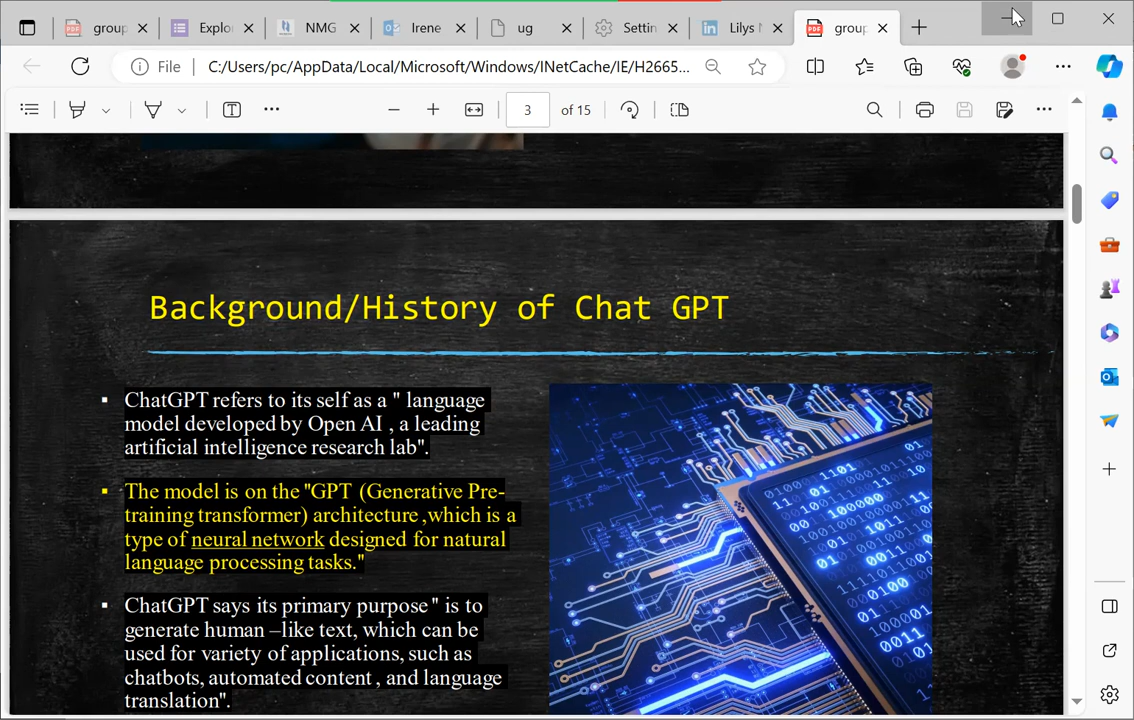 group
Explo
NMG
Irene
ug
Settin
Lilys
group
File
C:/Users/pc/AppData/Local/Microsoft/Windows/INetCache/IE/H2665...
3
of 15
Background/History of Chat GPT
▪ ChatGPT refers to its self as a " language
model developed by Open AI , a leading
artificial intelligence research lab".
▪ The model is on the "GPT (Generative Pre-
training transformer) architecture ,which is a
type of neural network designed for natural
language processing tasks."
▪ ChatGPT says its primary purpose " is to
generate human –like text, which can be
used for variety of applications, such as
chatbots, automated content , and language
translation".